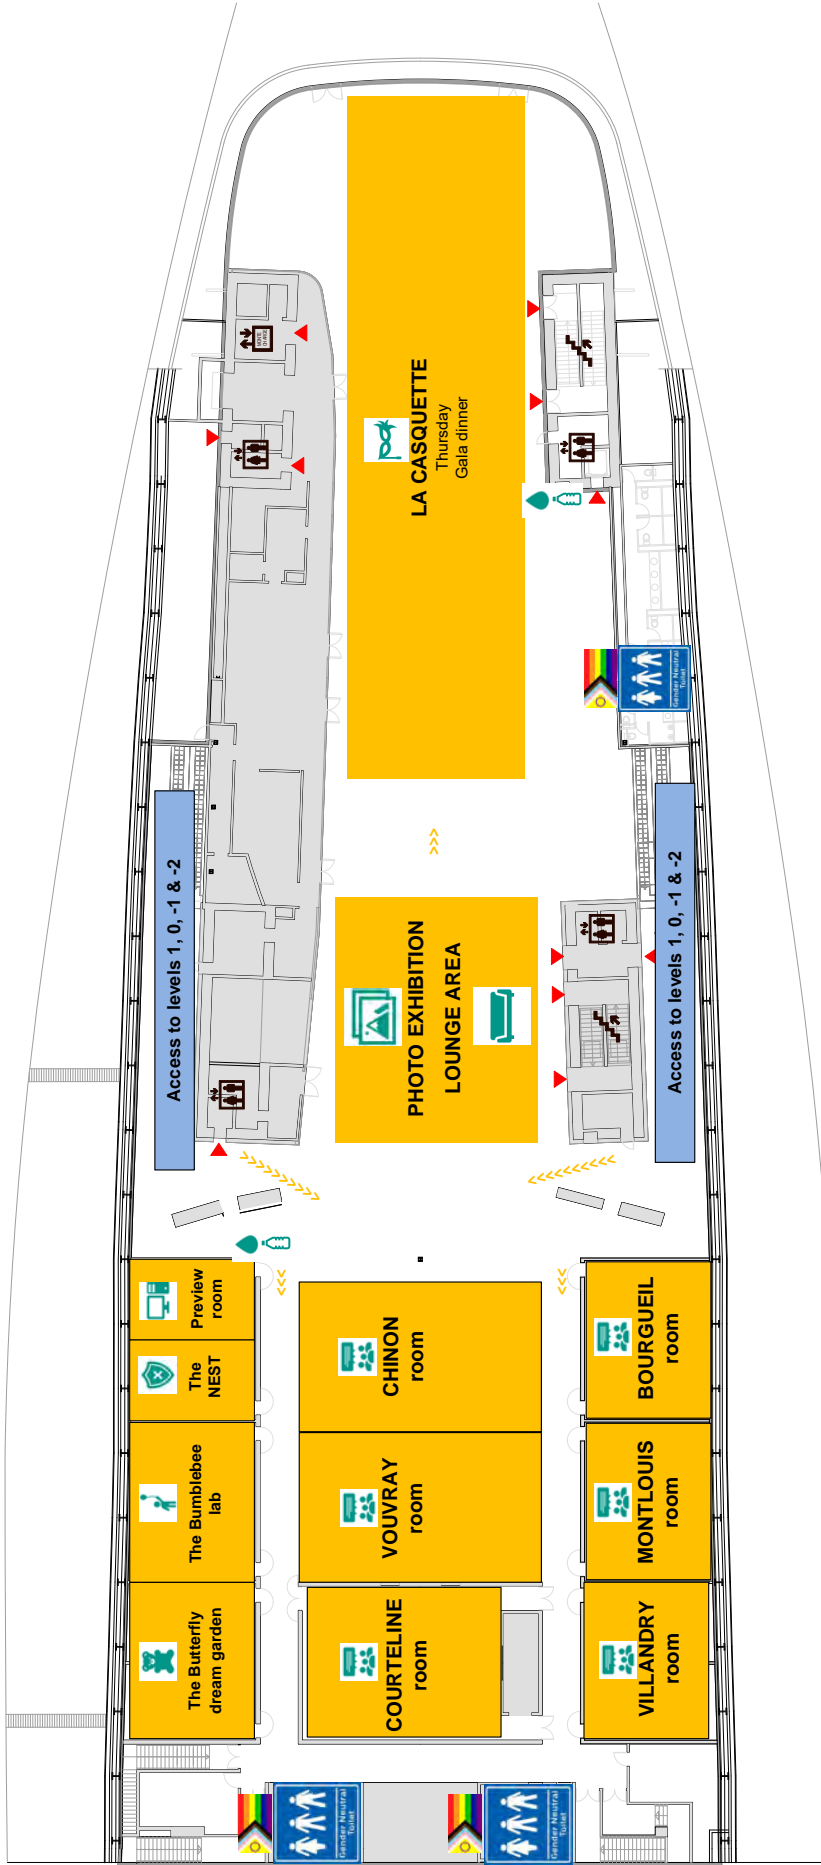 LA CASQUETTE
Thursday
Gala dinner
Gender Neutral
Toilet
Access to levels 1, 0, -1 & -2
PHOTO EXHIBITION
LOUNGE AREA
Access to levels 1, 0, -1 & -2
Preview
room
The
NEST
The Bumblebee
lab
The Butterfly
dream garden
CHINON
room
VOUVRAY
room
COURTELINE
room
BOURGUEIL
room
MONTLOUIS
room
VILLANDRY
room
Gender Neutral
Toilet
Gender Neutral
Toilet